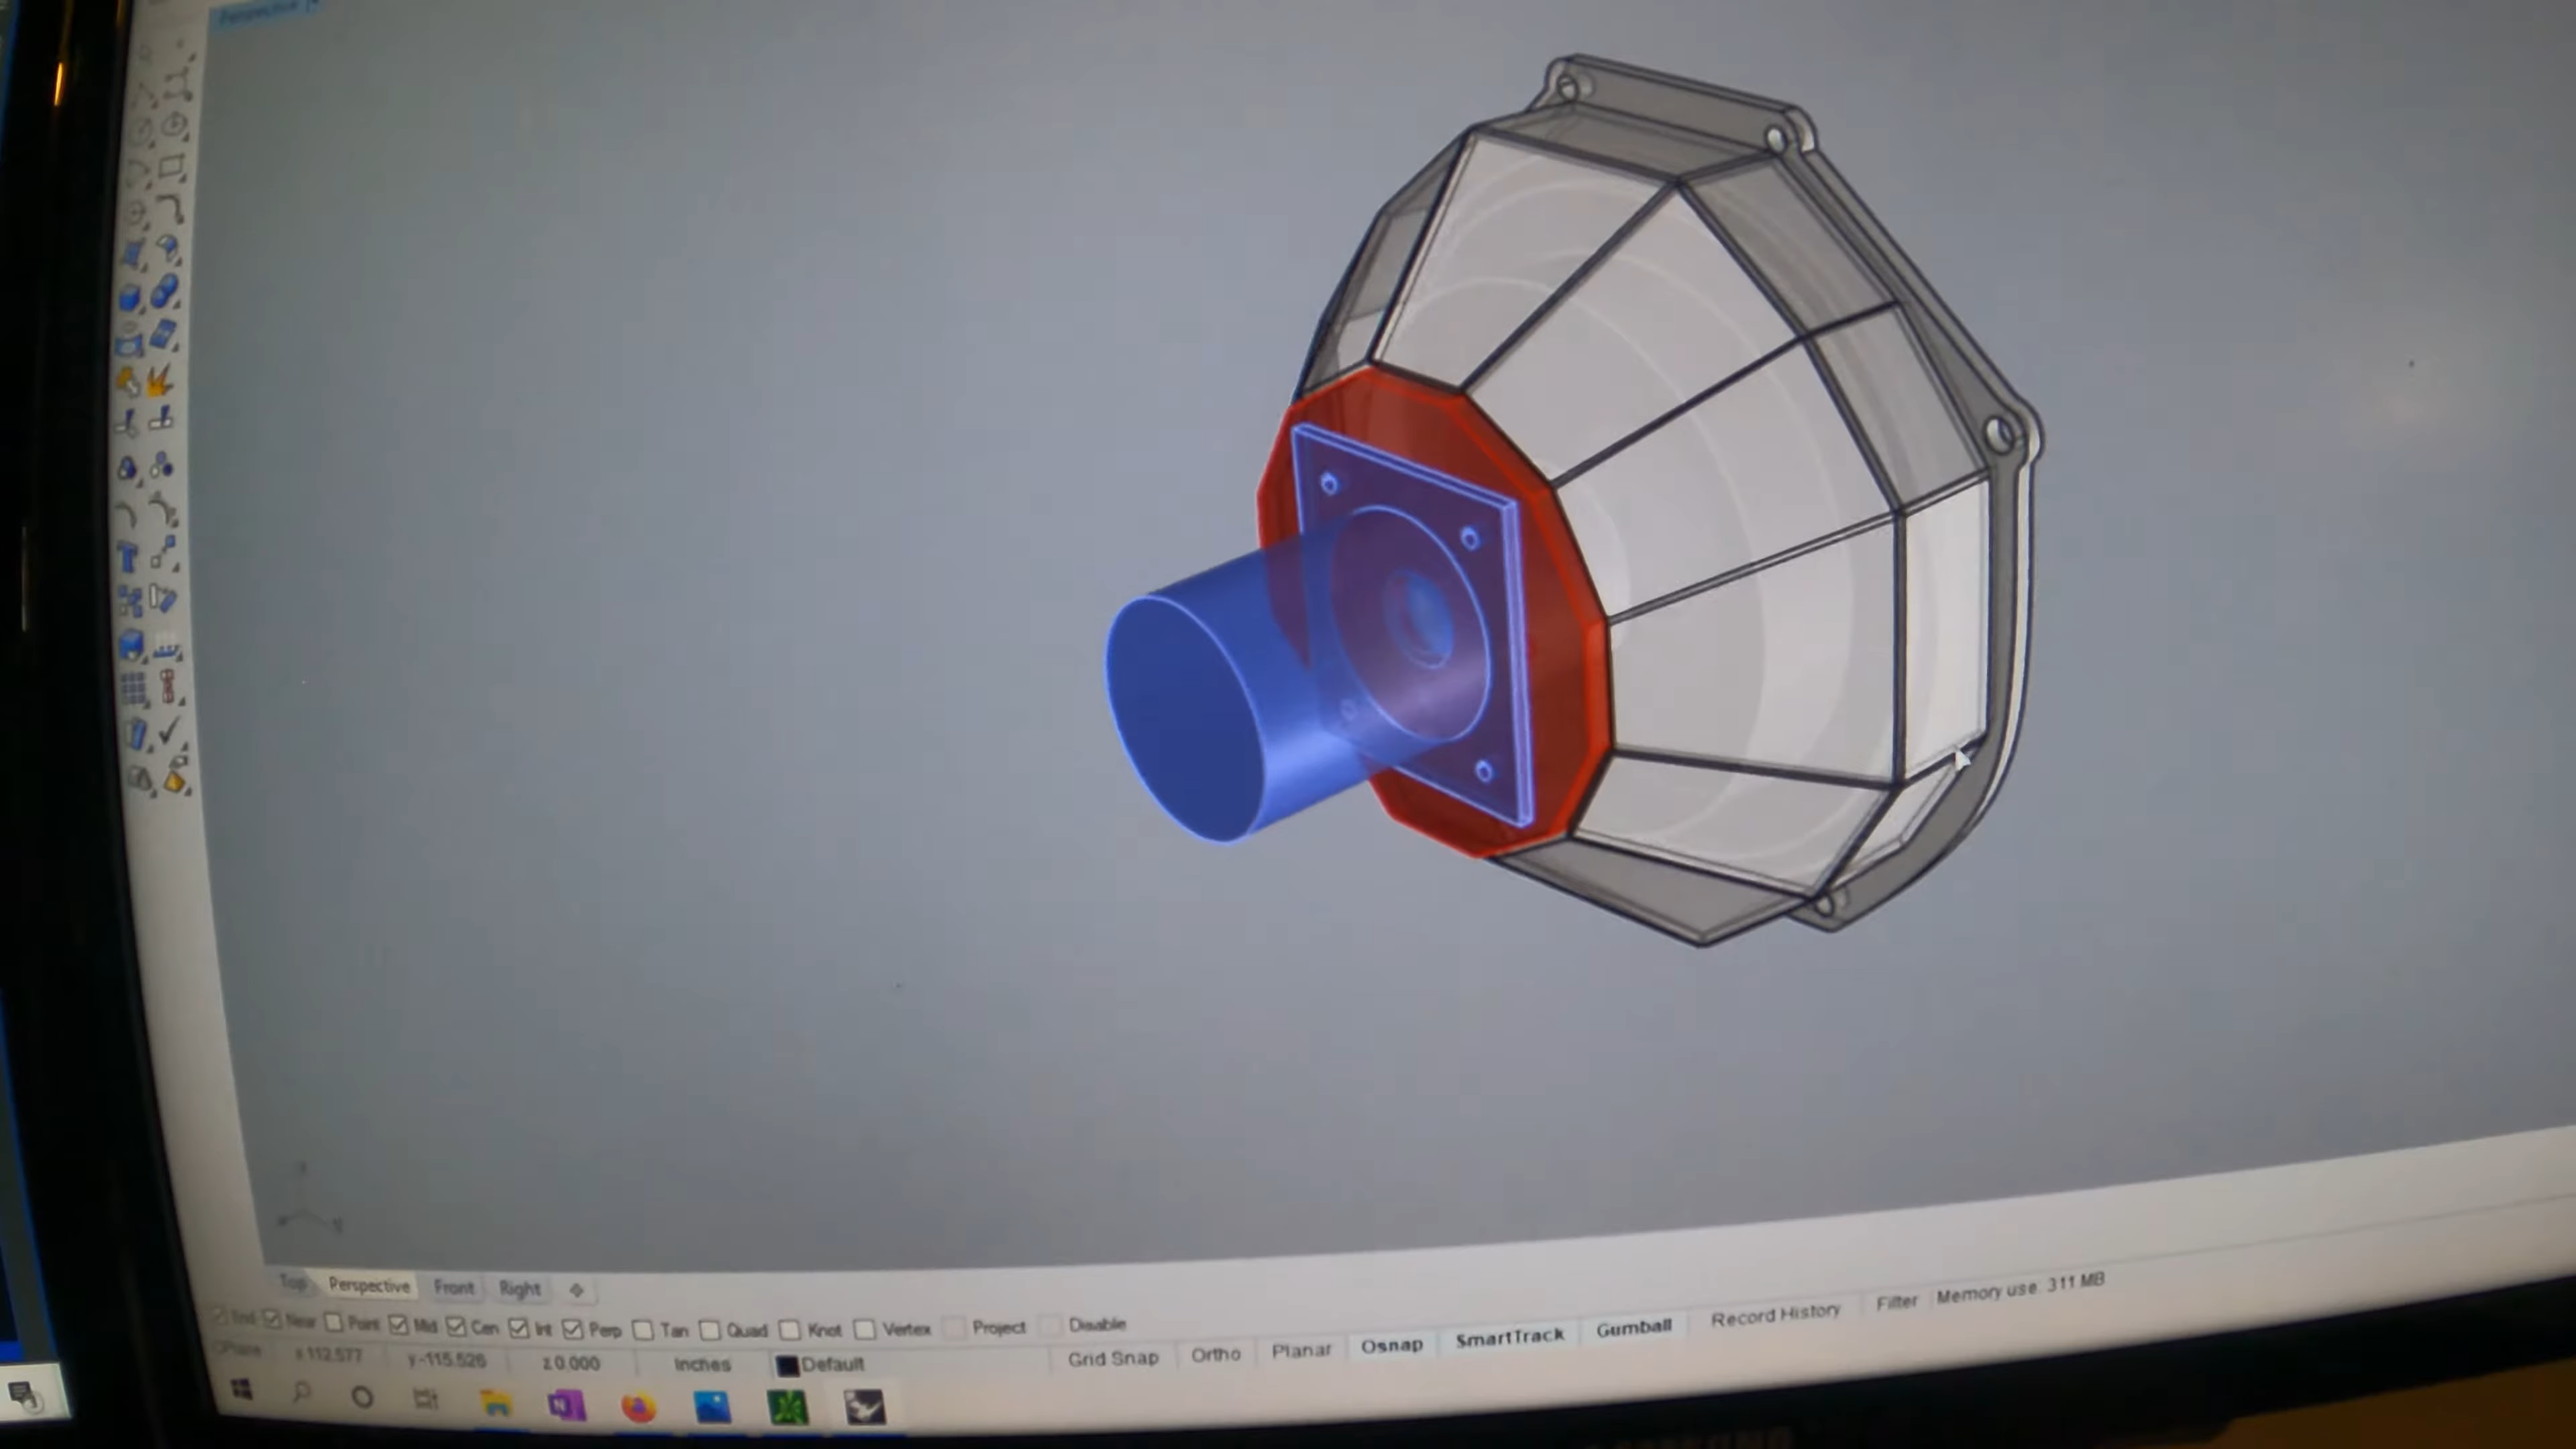 Perspective
Top Perspective Front Right
End Near Point Mid Cen Int Perp Tan Quad Knot Vertex Project Disable
CPlane x 112.577 y -115.526 z 0.000 Inches Default Grid Snap Ortho Planar Osnap SmartTrack Gumball Record History Filter Memory use: 311 MB